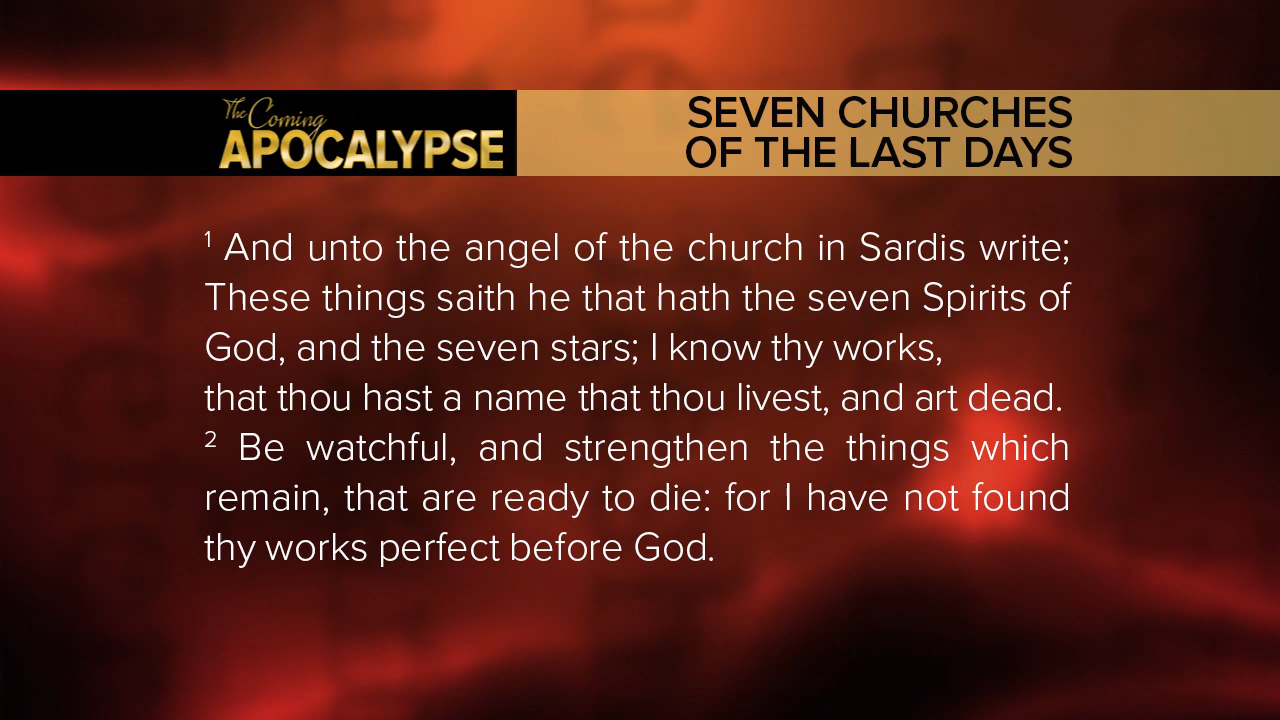 The Coming
APOCALYPSE
SEVEN CHURCHES
OF THE LAST DAYS
1 And unto the angel of the church in Sardis write;
These things saith he that hath the seven Spirits of
God, and the seven stars; I know thy works,
that thou hast a name that thou livest, and art dead.
2 Be watchful, and strengthen the things which
remain, that are ready to die: for I have not found
thy works perfect before God.